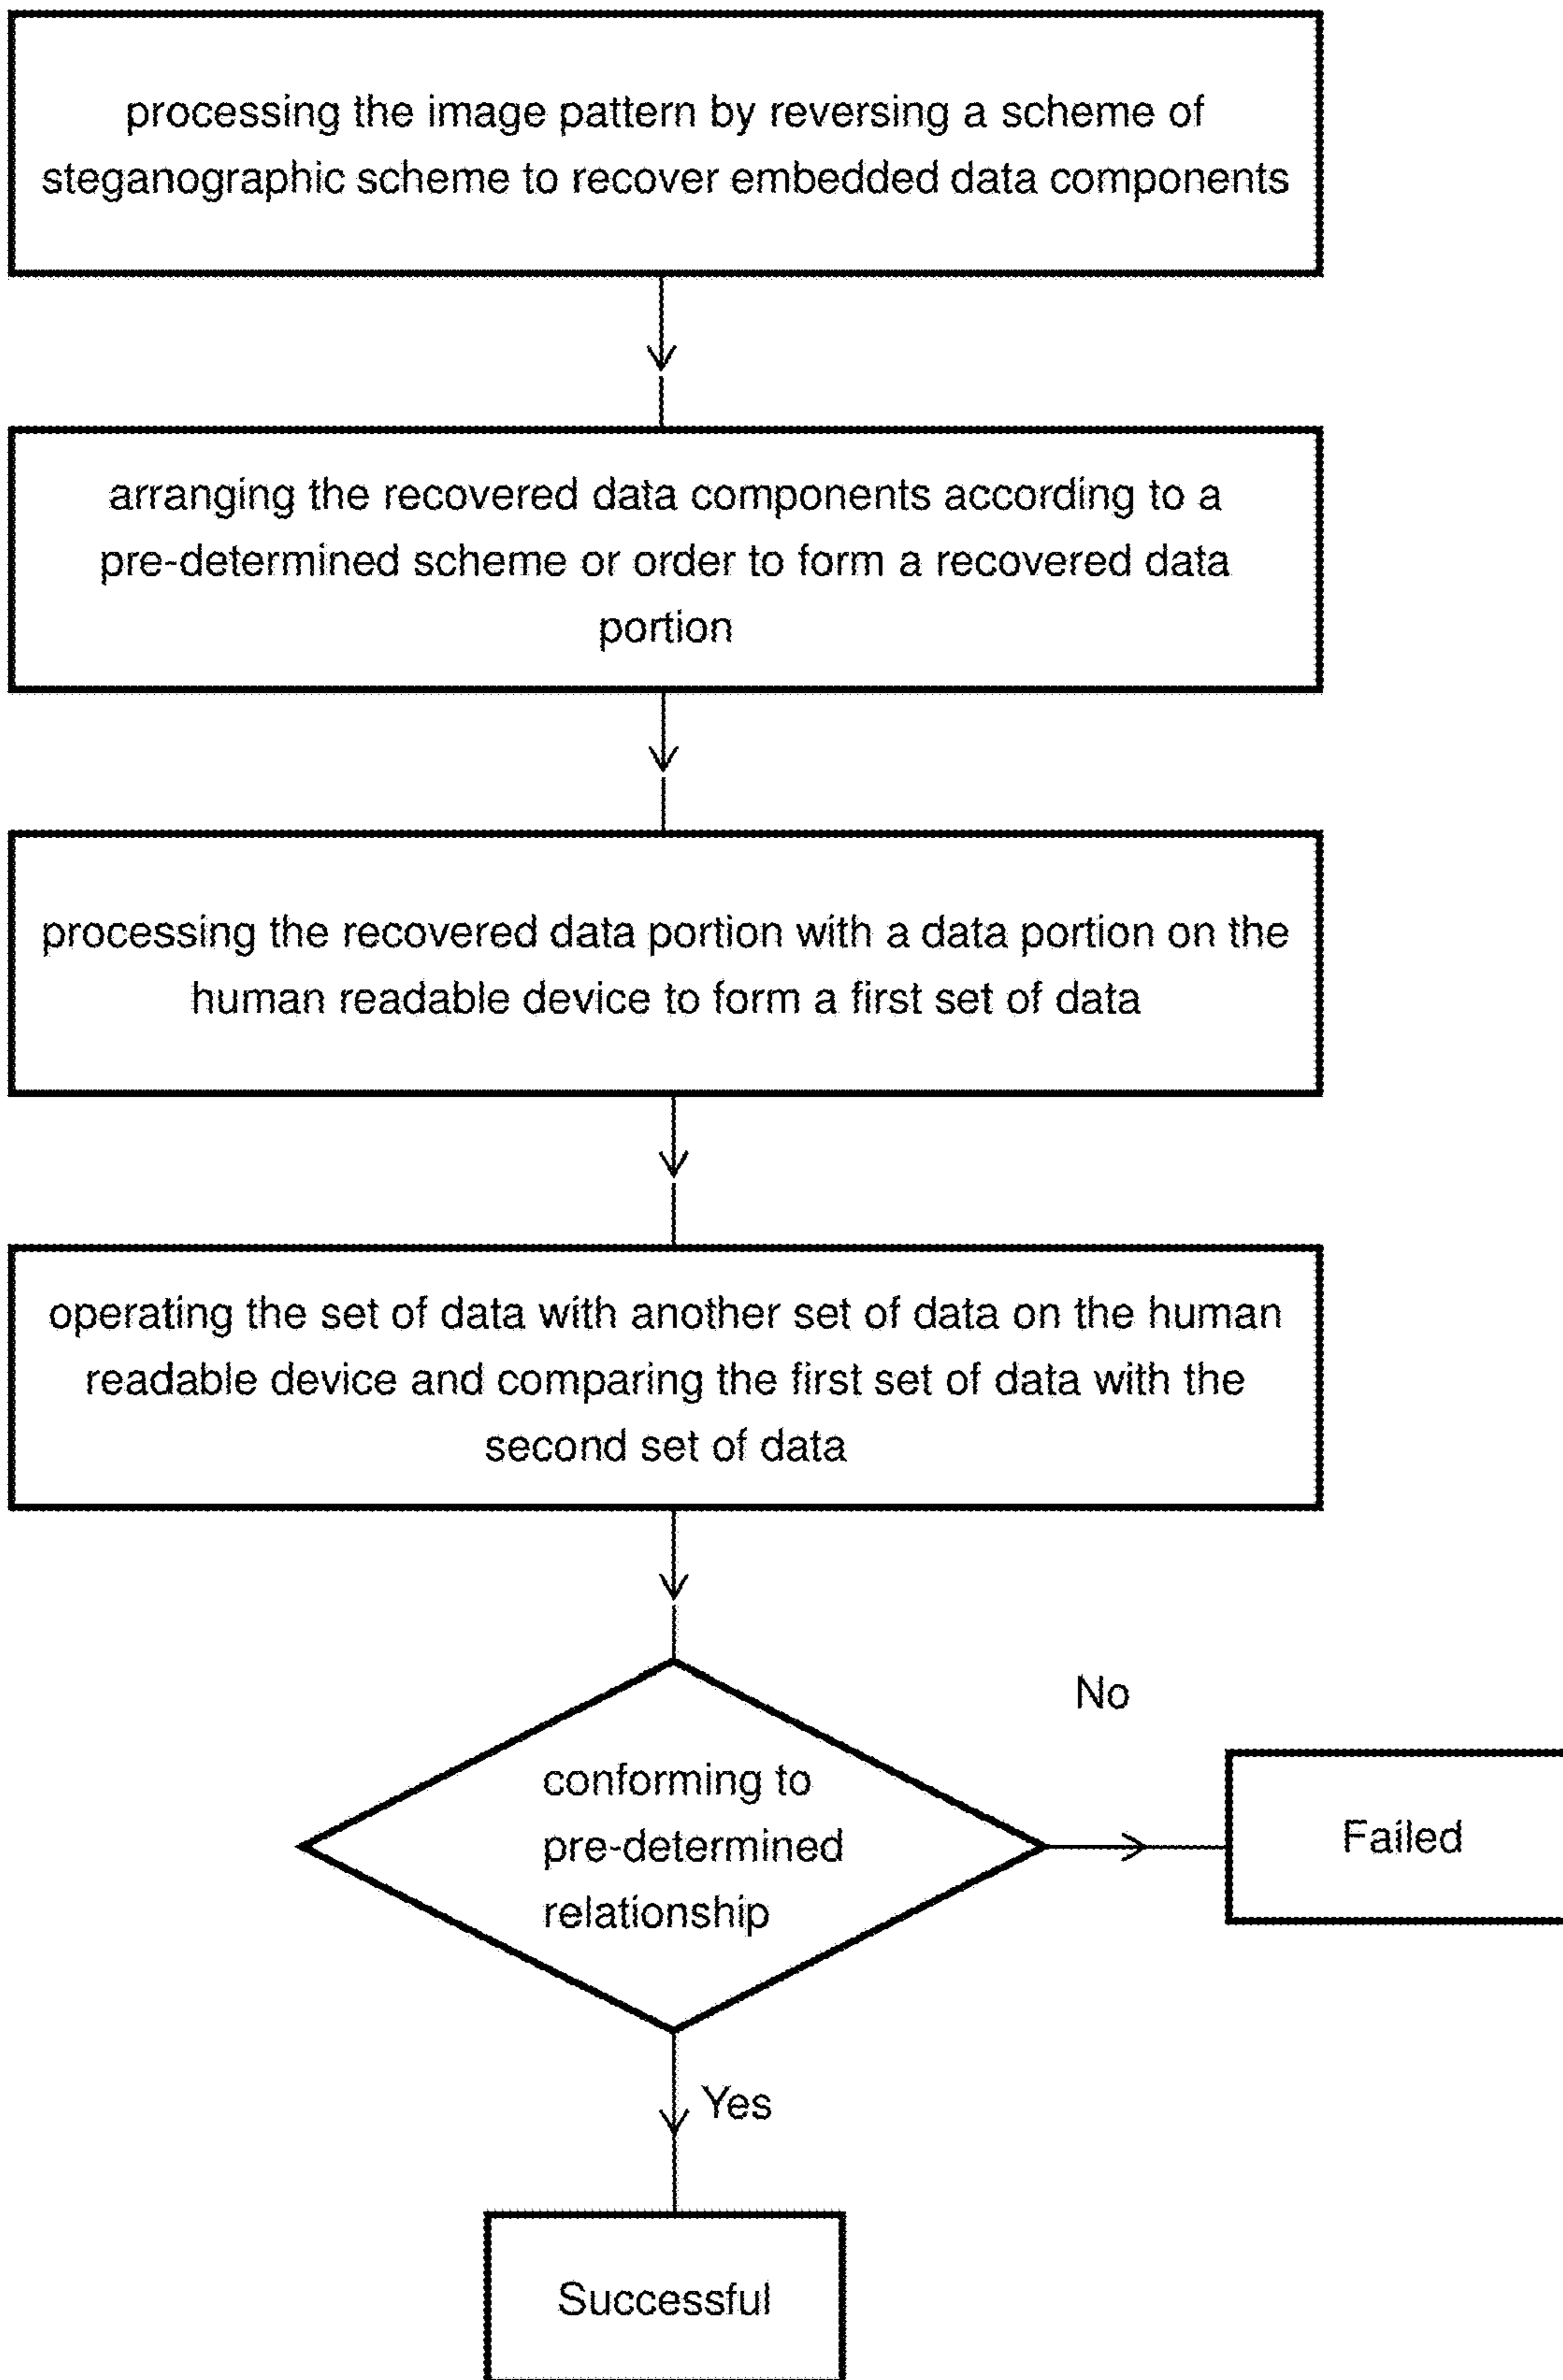 processing the image pattern by reversing a scheme of
steganographic scheme to recover embedded data components
arranging the recovered data components according to a
pre-determined scheme or order to form a recovered data
portion
processing the recovered data portion with a data portion on the
human readable device to form a first set of data
operating the set of data with another set of data on the human
readable device and comparing the first set of data with the
second set of data
No
conforming to
pre-determined
relationship
Failed
Yes
Successful